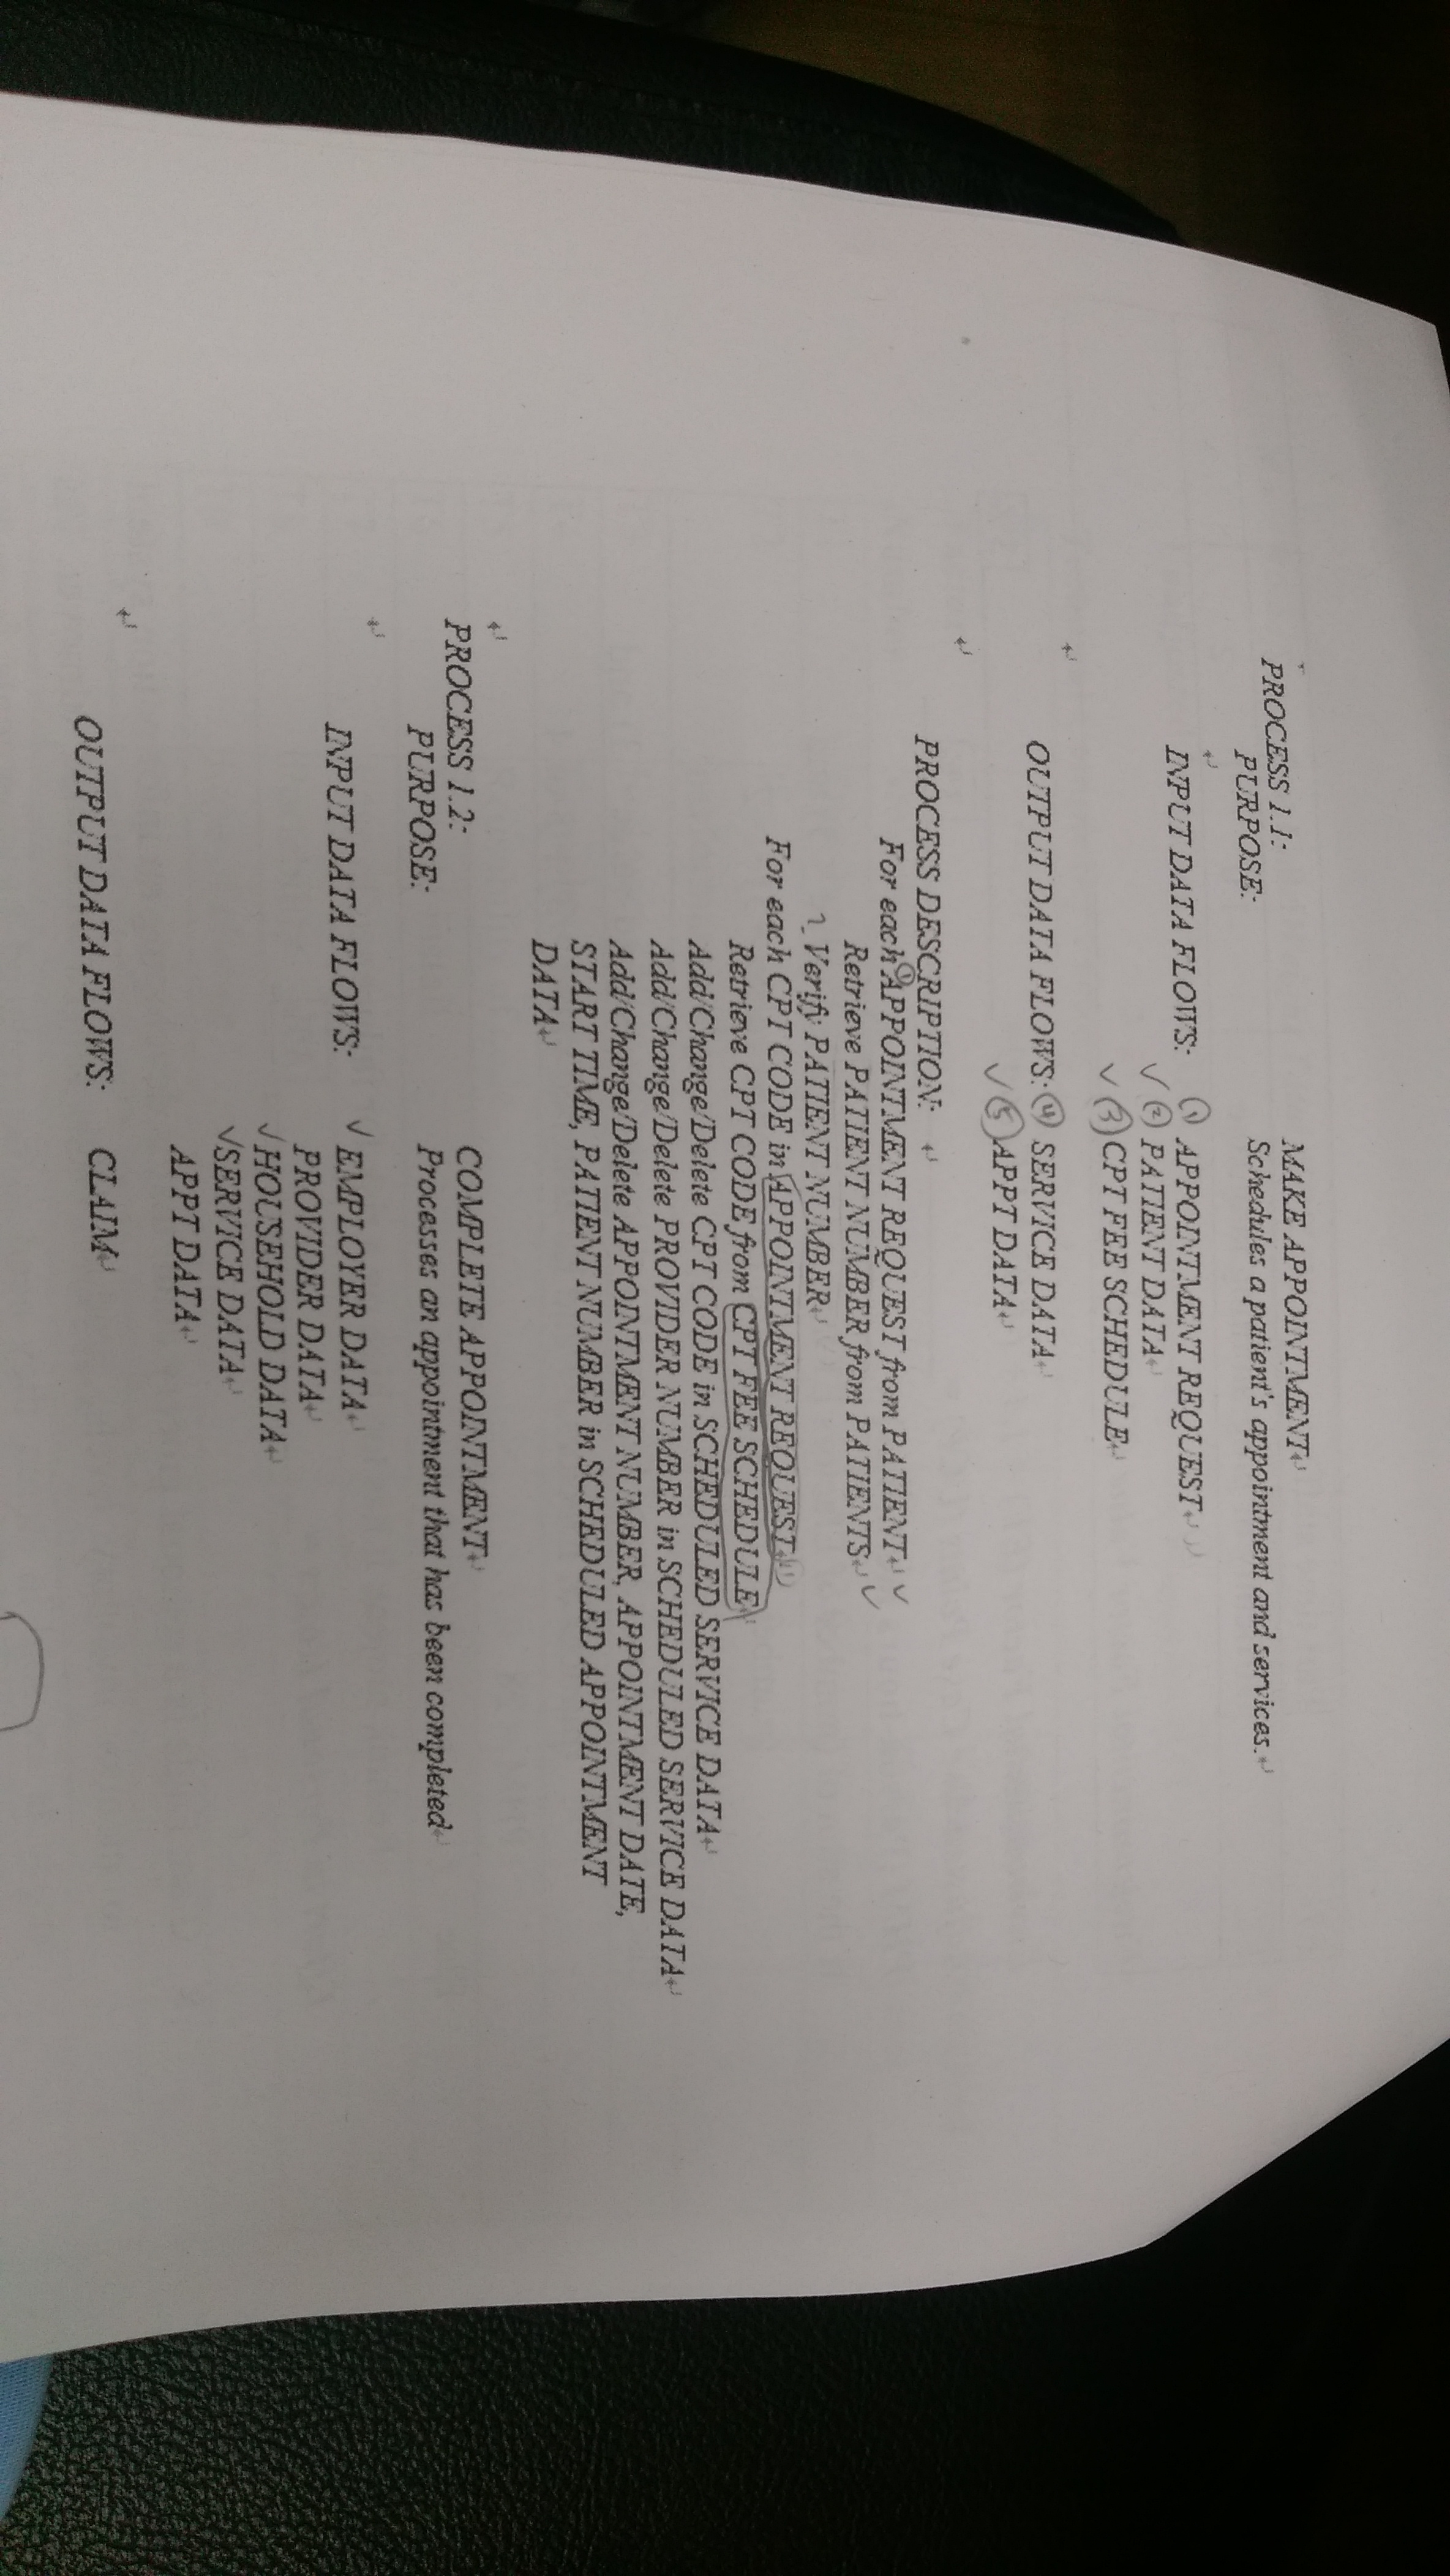 PROCESS 1.1: MAKE APPOINTMENT
PURPOSE: Schedules a patient's appointment and services.
INPUT DATA FLOWS: ① APPOINTMENT REQUEST
✓ ② PATIENT DATA
✓ ③ CPT FEE SCHEDULE
OUTPUT DATA FLOWS: ④ SERVICE DATA
✓ ⑤ APPT DATA
PROCESS DESCRIPTION:
For each ① APPOINTMENT REQUEST from PATIENT ✓
Retrieve PATIENT NUMBER from PATIENTS ✓
? Verify PATIENT NUMBER
For each CPT CODE in APPOINTMENT REQUEST ①
Retrieve CPT CODE from CPT FEE SCHEDULE
Add/Change/Delete CPT CODE in SCHEDULED SERVICE DATA
Add/Change/Delete PROVIDER NUMBER in SCHEDULED SERVICE DATA
Add/Change/Delete APPOINTMENT NUMBER, APPOINTMENT DATE,
START TIME, PATIENT NUMBER in SCHEDULED APPOINTMENT
DATA
PROCESS 1.2: COMPLETE APPOINTMENT
PURPOSE: Processes an appointment that has been completed
INPUT DATA FLOWS: ✓ EMPLOYER DATA
PROVIDER DATA
✓ HOUSEHOLD DATA
✓ SERVICE DATA
APPT DATA
OUTPUT DATA FLOWS: CLAIM